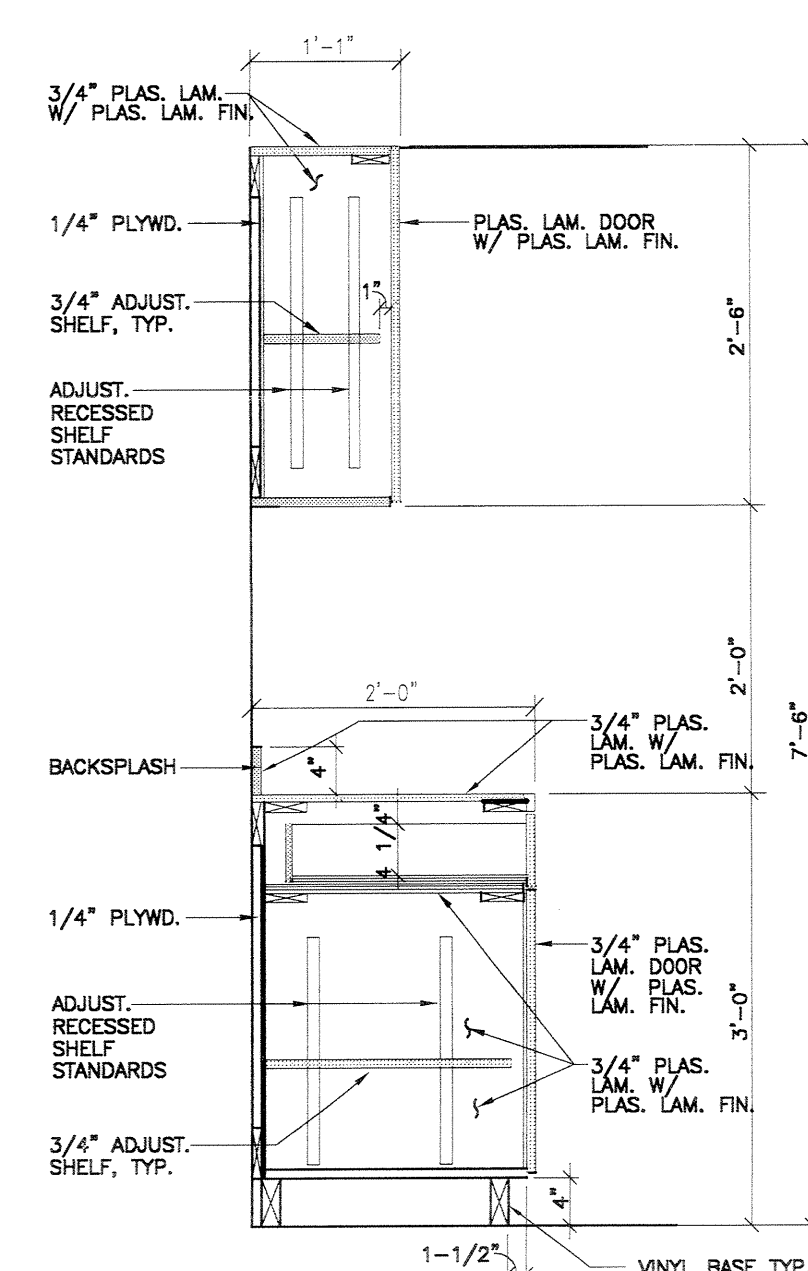 1'-1"
3/4" PLAS. LAM.
W/ PLAS. LAM. FIN.
1/4" PLYWD.
PLAS. LAM. DOOR
W/ PLAS. LAM. FIN.
1"
3/4" ADJUST.
SHELF, TYP.
2'-6"
ADJUST.
RECESSED
SHELF
STANDARDS
2'-0"
2'-0"
7'-6"
3/4" PLAS.
LAM. W/
PLAS. LAM. FIN.
BACKSPLASH
4"
4 1/4"
1/4" PLYWD.
3/4" PLAS.
LAM. DOOR
W/ PLAS.
LAM. FIN.
ADJUST.
RECESSED
SHELF
STANDARDS
3'-0"
3/4" PLAS.
LAM. W/
PLAS. LAM. FIN.
3/4" ADJUST.
SHELF, TYP.
4"
1-1/2"
VINYL BASE TYP